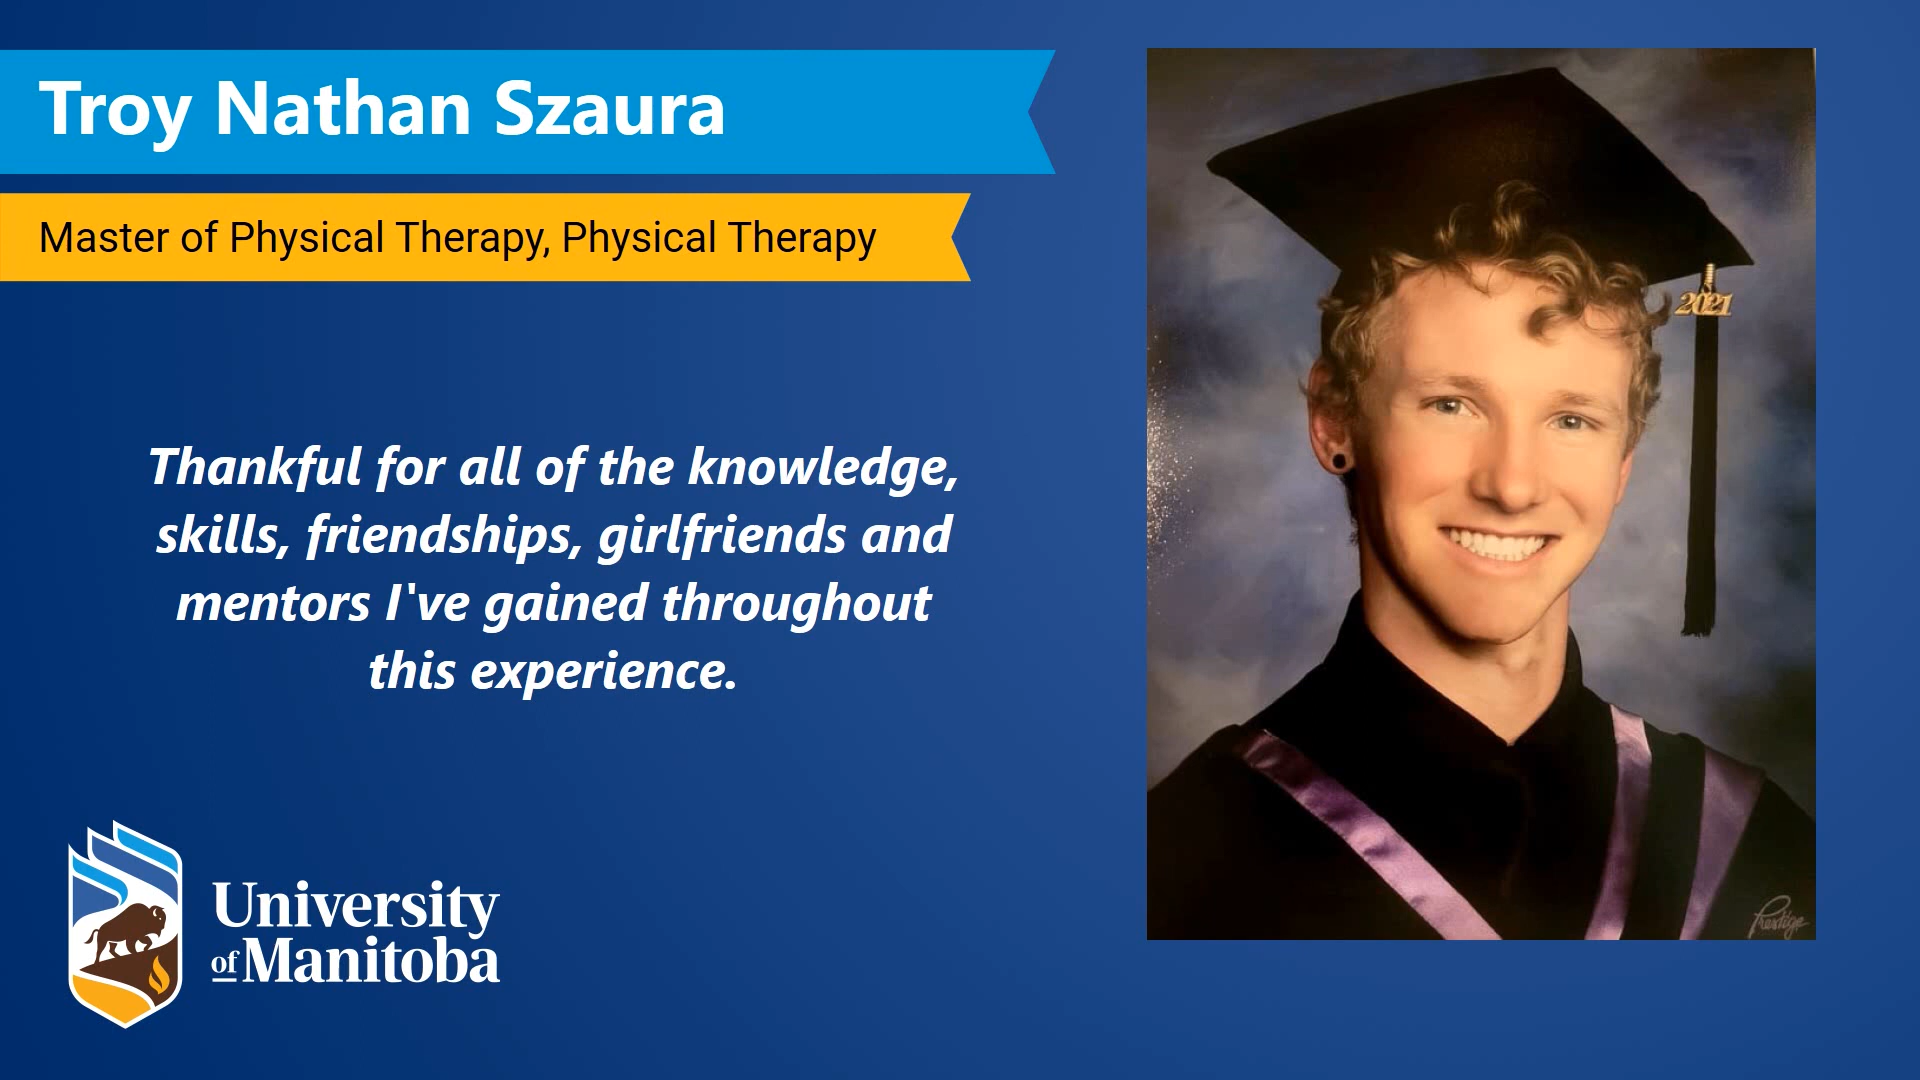 Troy Nathan Szaura
Master of Physical Therapy, Physical Therapy
2021
Thankful for all of the knowledge,
skills, friendships, girlfriends and
mentors I've gained throughout
this experience.
University
of Manitoba
Prestige